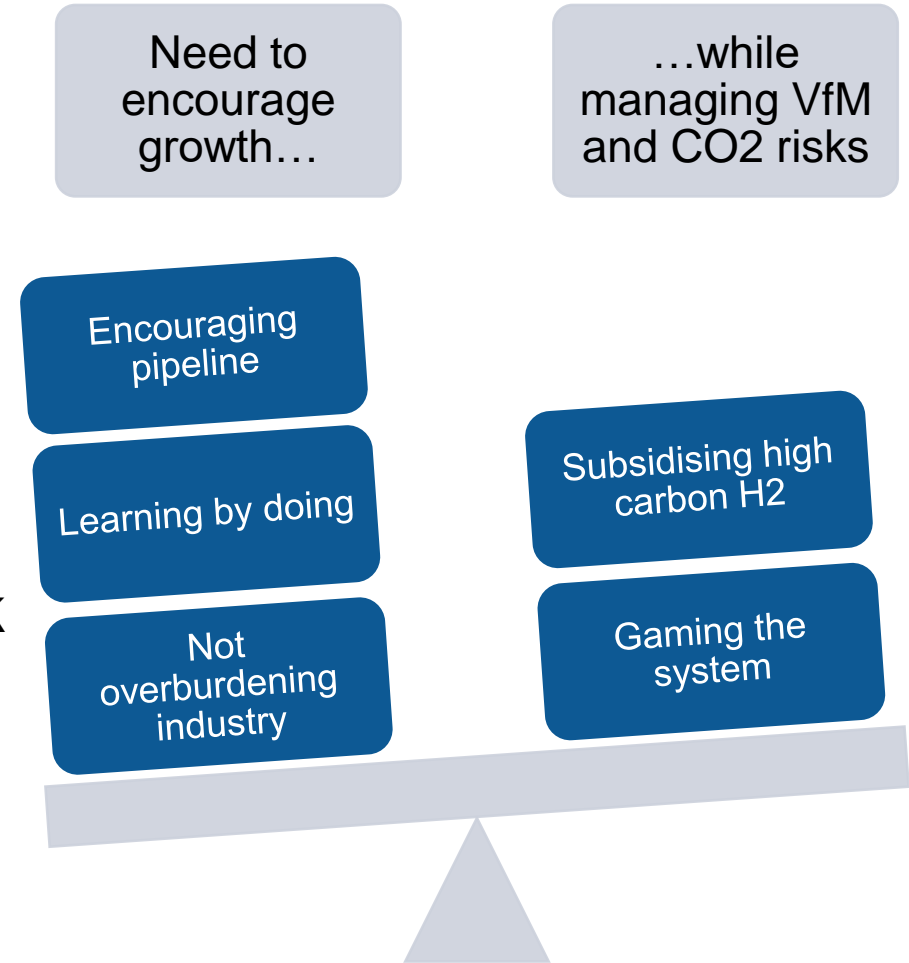 Need to
encourage
growth…
…while
managing VfM
and CO2 risks
Encouraging
pipeline
Learning by doing
Not
overburdening
industry
Subsidising high
carbon H2
Gaming the
system